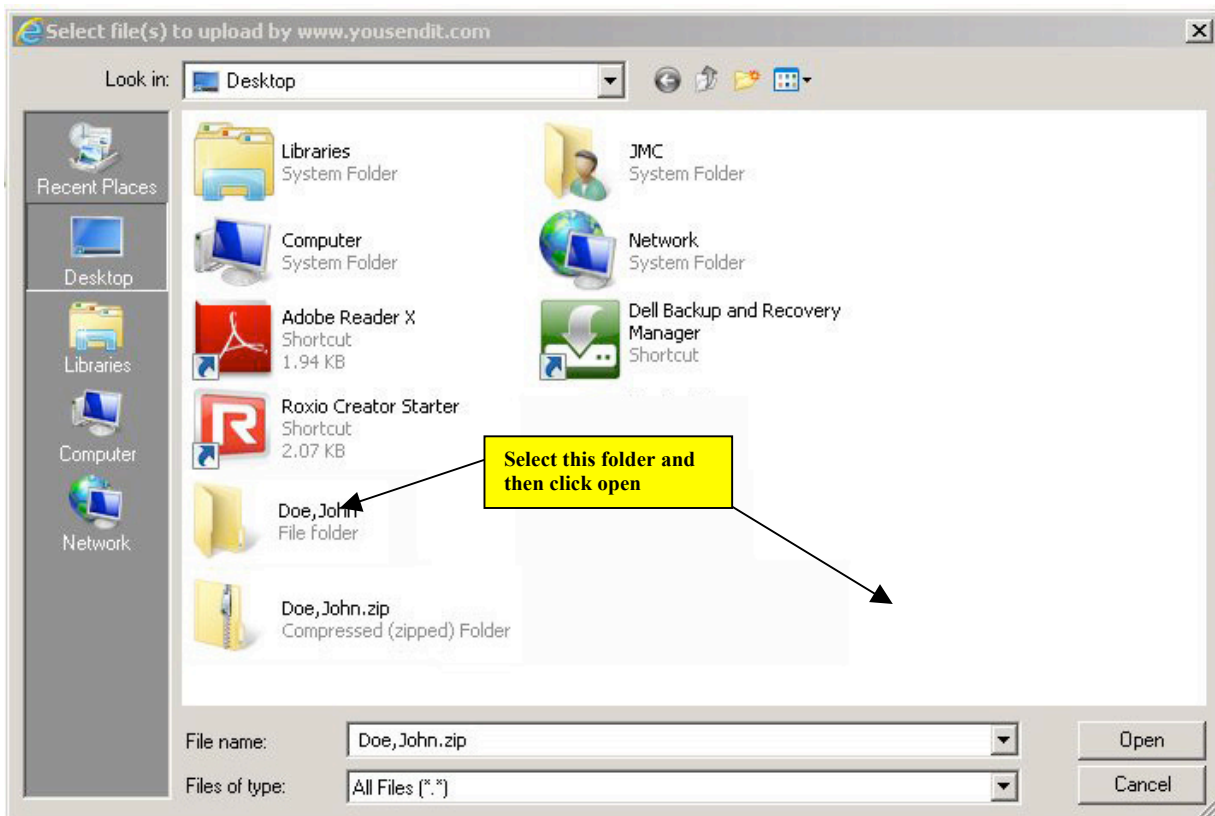 Select file(s) to upload by www.yousendit.com
Look in:
Desktop
Recent Places
Desktop
Libraries
Computer
Network
Libraries
System Folder
JMC
System Folder
Computer
System Folder
Network
System Folder
Adobe Reader X
Shortcut
1.94 KB
Dell Backup and Recovery
Manager
Shortcut
Roxio Creator Starter
Shortcut
2.07 KB
Select this folder and
then click open
Doe,John
File folder
Doe,John.zip
Compressed (zipped) Folder
File name:
Doe,John.zip
Open
Files of type:
All Files (*.*)
Cancel